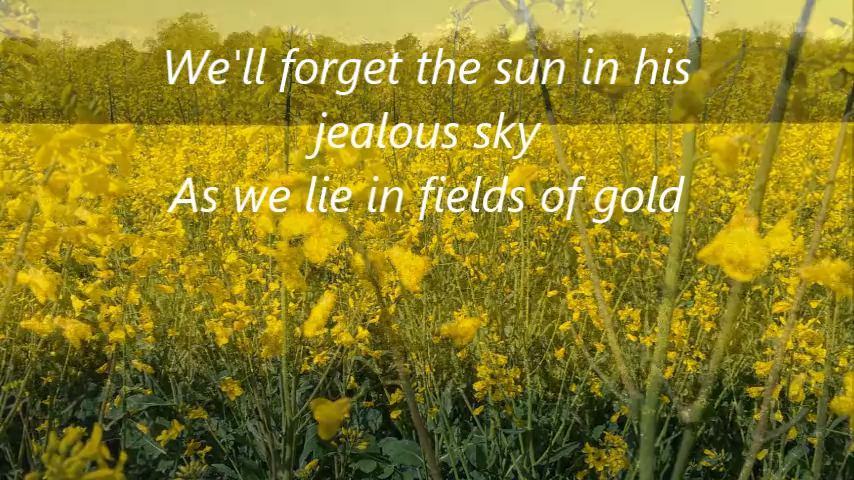 We'll forget the sun in his
jealous sky
As we lie in fields of gold